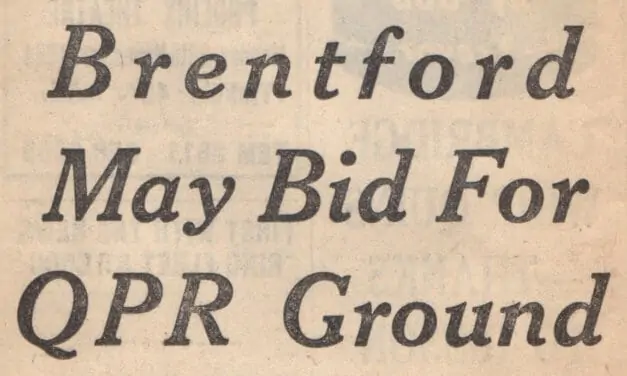 Brentford
May Bid For
QPR Ground